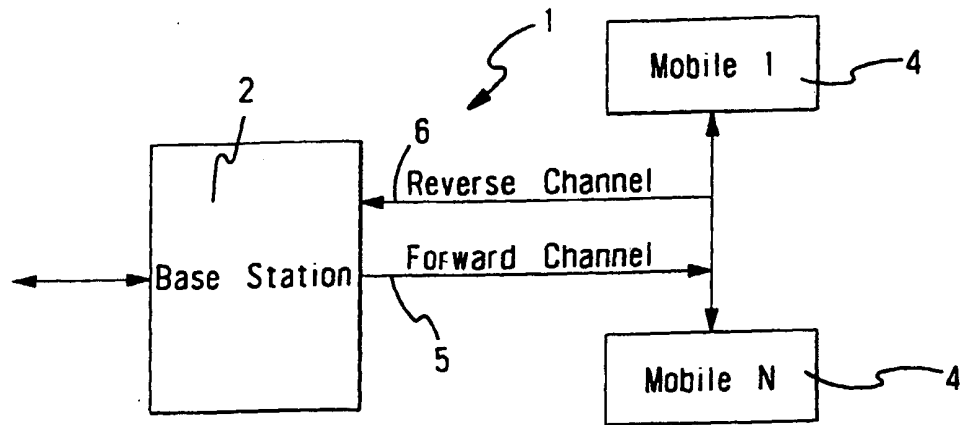 1
Mobile 1
4
2
6
Reverse Channel
Forward Channel
Base Station
5
Mobile N
4